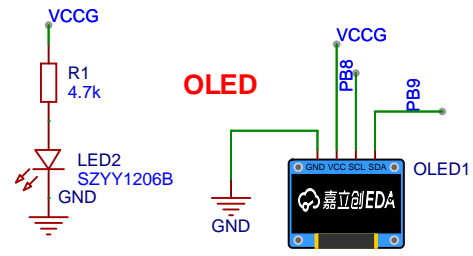 VCCG
R1
4.7k
LED2
SZYY1206B
GND
OLED
VCCG
PB8
PB9
GND VCC SCL SDA
OLED1
嘉立创EDA
GND